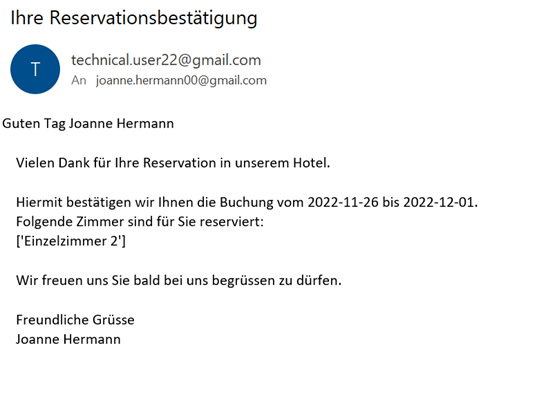 Ihre Reservationsbestätigung
T
technical.user22@gmail.com
An joanne.hermann00@gmail.com
Guten Tag Joanne Hermann
Vielen Dank für Ihre Reservation in unserem Hotel.
Hiermit bestätigen wir Ihnen die Buchung vom 2022-11-26 bis 2022-12-01.
Folgende Zimmer sind für Sie reserviert:
['Einzelzimmer 2']
Wir freuen uns Sie bald bei uns begrüssen zu dürfen.
Freundliche Grüsse
Joanne Hermann